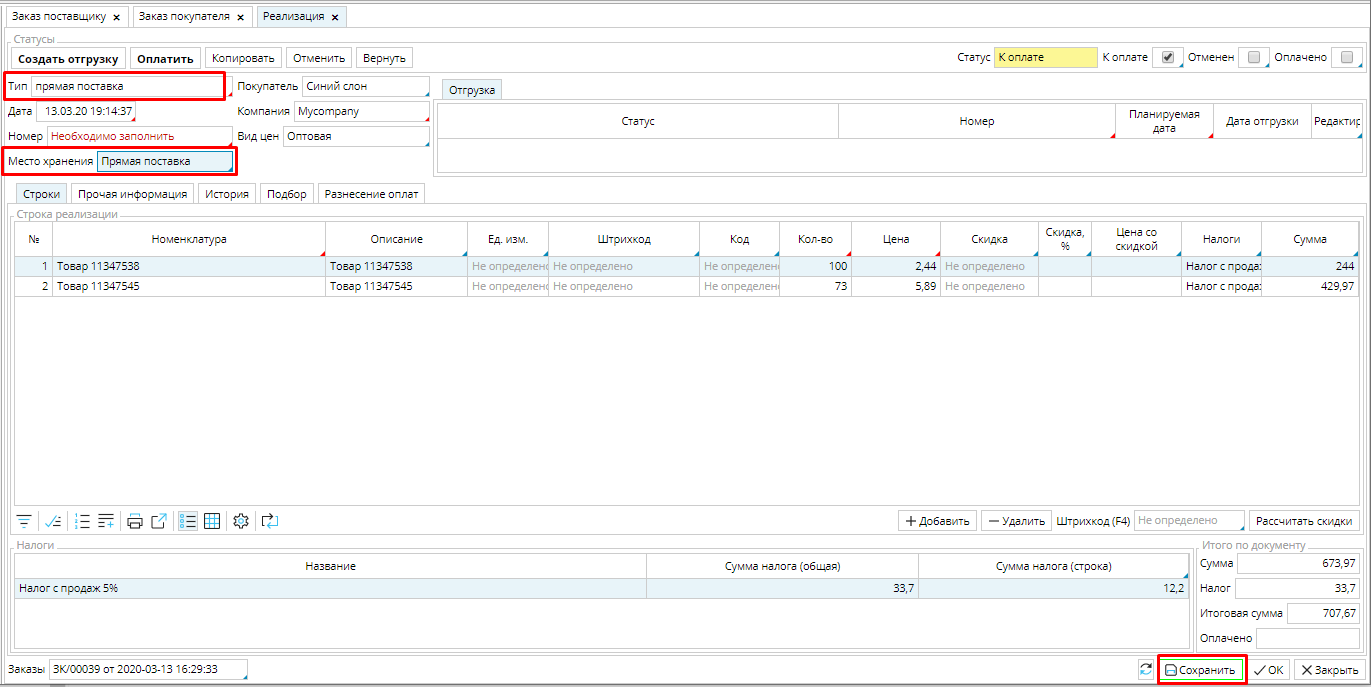 Заказ поставщику × Заказ покупателя × Реализация ×
Статусы
Создать отгрузку Оплатить Копировать Отменить Вернуть Статус К оплате К оплате Отменен Оплачено
Тип прямая поставка Покупатель Синий слон Отгрузка
Дата 13.03.20 19:14:37 Компания Mycompany
Статус Номер Планируемая дата Дата отгрузки Редактир
Номер Необходимо заполнить Вид цен Оптовая
Место хранения Прямая поставка
Строки Прочая информация История Подбор Разнесение оплат
Строка реализации
№ Номенклатура Описание Ед. изм. Штрихкод Код Кол-во Цена Скидка Скидка, % Цена со скидкой Налоги Сумма
1 Товар 11347538 Товар 11347538 Не определено Не определено Не определено 100 2,44 Не определено Налог с прода 244
2 Товар 11347545 Товар 11347545 Не определено Не определено Не определено 73 5,89 Не определено Налог с прода 429,97
Добавить Удалить Штрихкод (F4) Не определено Рассчитать скидки
Налоги
Название Сумма налога (общая) Сумма налога (строка)
Налог с продаж 5% 33,7 12,2
Итого по документу
Сумма 673,97
Налог 33,7
Итоговая сумма 707,67
Оплачено
Заказы ЗК/00039 от 2020-03-13 16:29:33 Сохранить OK Закрыть